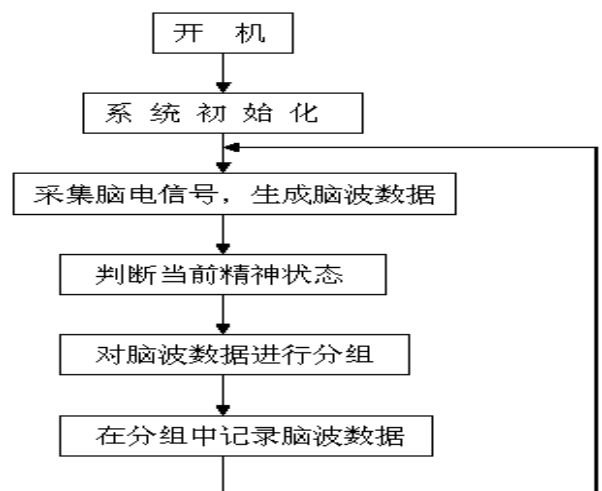 开 机
系 统 初 始 化
采集脑电信号，生成脑波数据
判断当前精神状态
对脑波数据进行分组
在分组中记录脑波数据